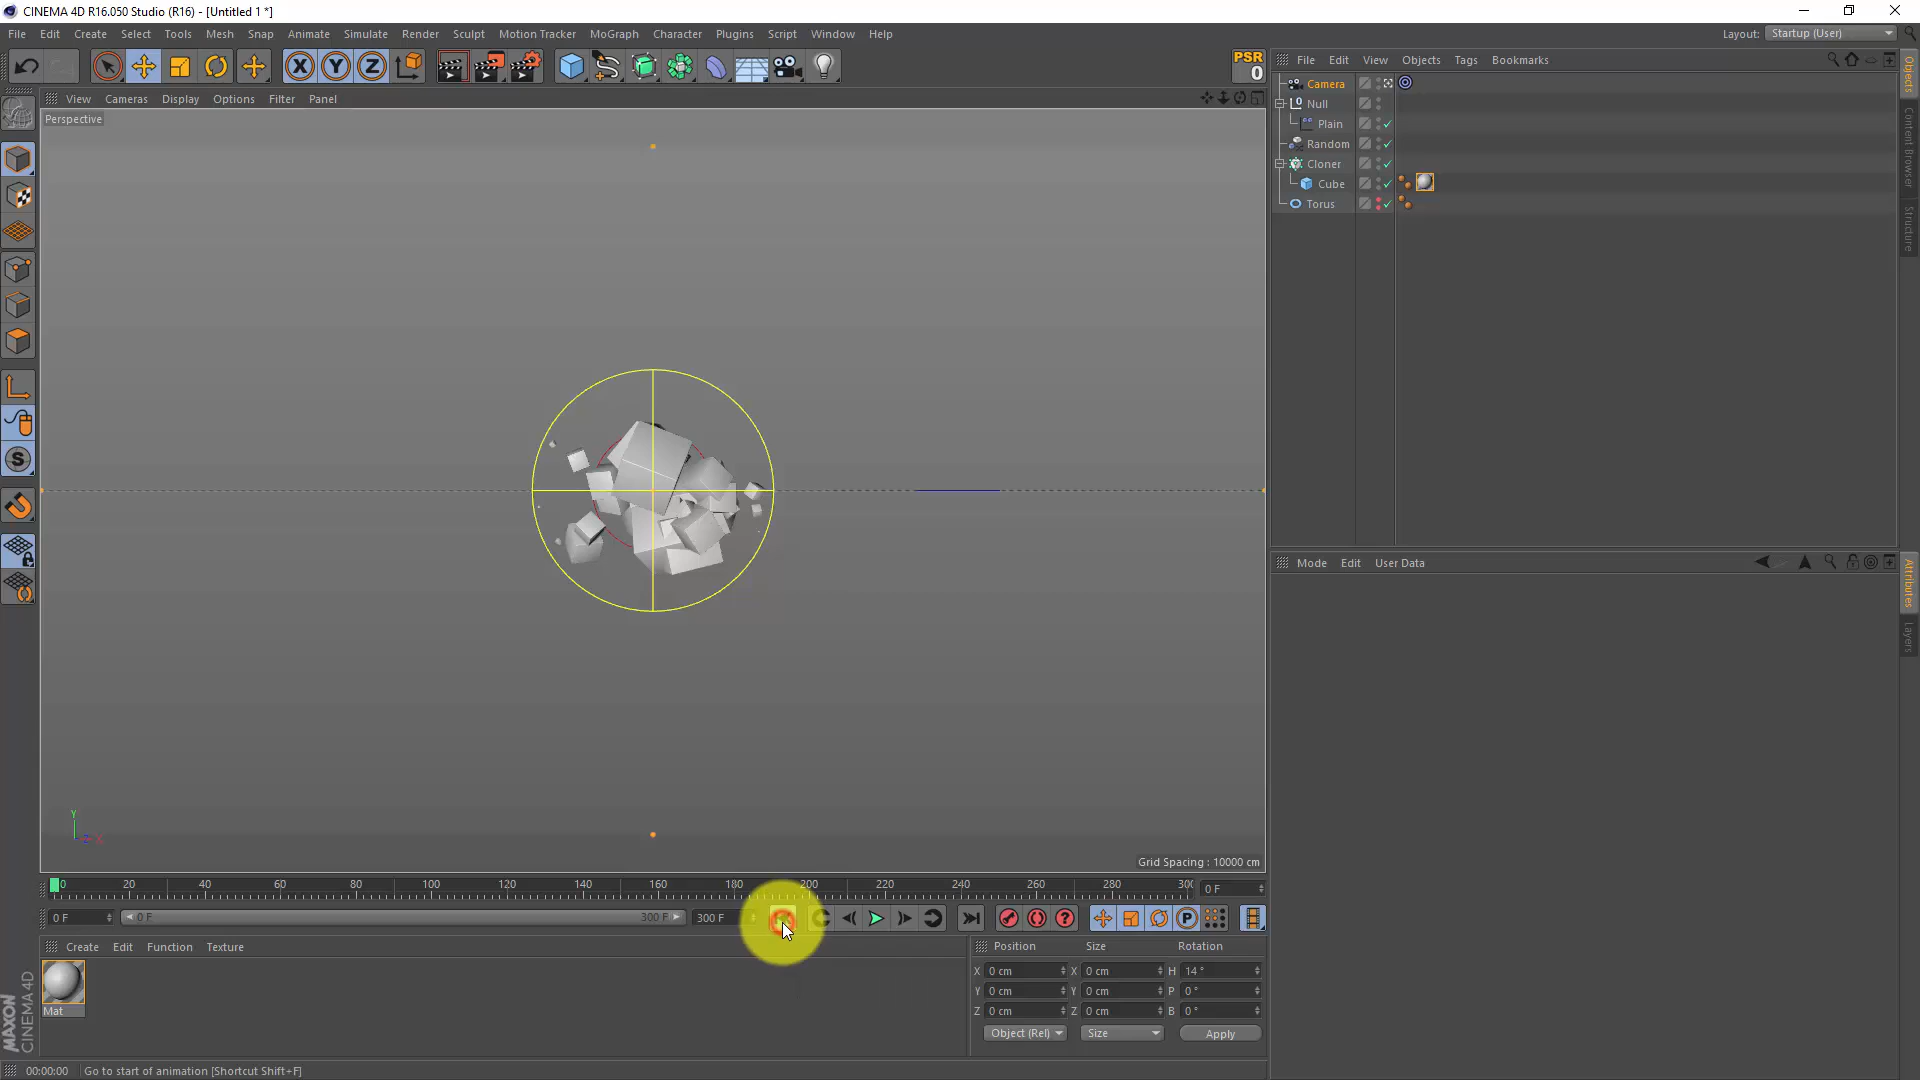 CINEMA 4D R16.050 Studio (R16) - [Untitled 1 *]
File Edit Create Select Tools Mesh Snap Animate Simulate Render Sculpt Motion Tracker MoGraph Character Plugins Script Window Help
Layout: Startup (User)
X Y Z
PSR
0
File Edit View Objects Tags Bookmarks
View Cameras Display Options Filter Panel
Perspective
Camera
Null
Plain
Random
Cloner
Cube
Torus
Objects
Content Browser
Structure
Mode Edit User Data
Attributes
Layers
Y
Z X
Grid Spacing : 10000 cm
0 20 40 60 80 100 120 140 160 180 200 220 240 260 280 300
0 F
0 F
0 F
300 F
300 F
Create Edit Function Texture
Mat
Position Size Rotation
X 0 cm X 0 cm H 14 °
Y 0 cm Y 0 cm P 0 °
Z 0 cm Z 0 cm B 0 °
Object (Rel) Size Apply
MAXON
CINEMA 4D
00:00:00 Go to start of animation [Shortcut Shift+F]